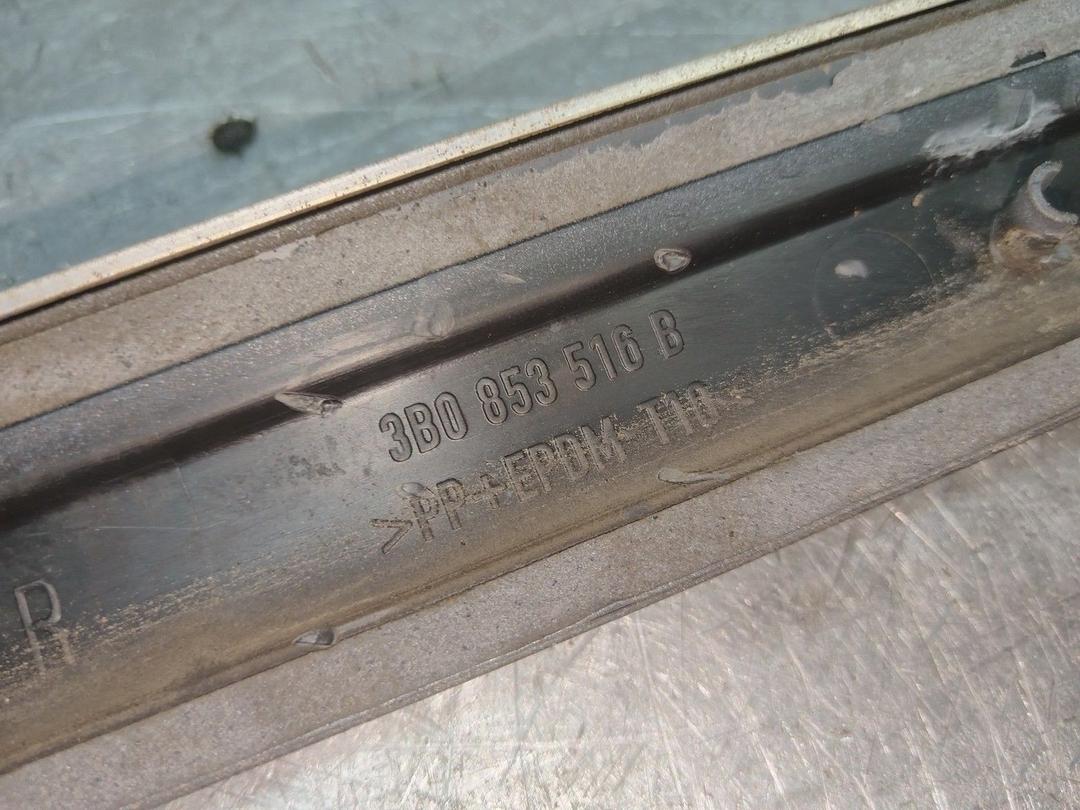 3B0 853 516 B
>PP+EPDM-T10<
R